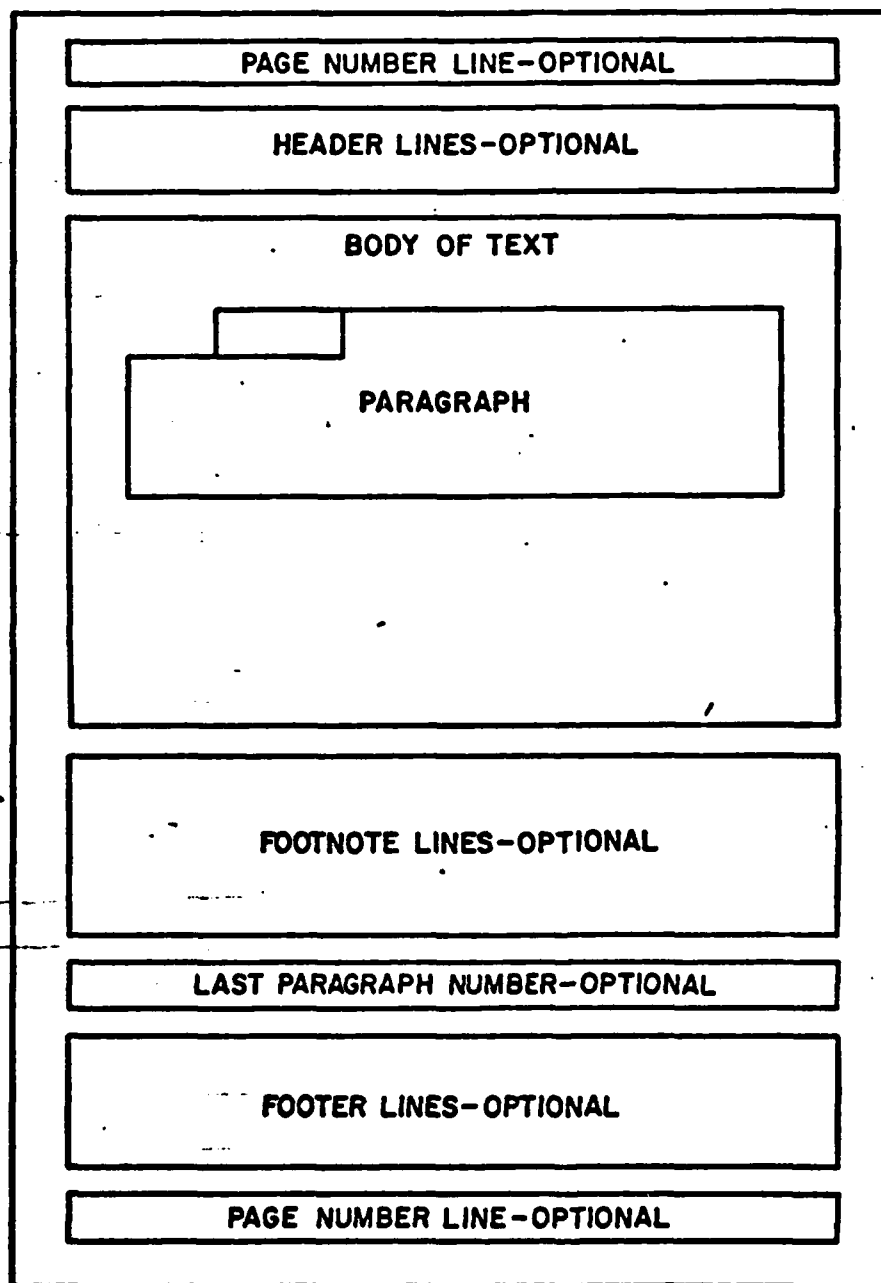 PAGE NUMBER LINE-OPTIONAL
HEADER LINES-OPTIONAL
BODY OF TEXT
PARAGRAPH
FOOTNOTE LINES-OPTIONAL
LAST PARAGRAPH NUMBER-OPTIONAL
FOOTER LINES-OPTIONAL
PAGE NUMBER LINE-OPTIONAL